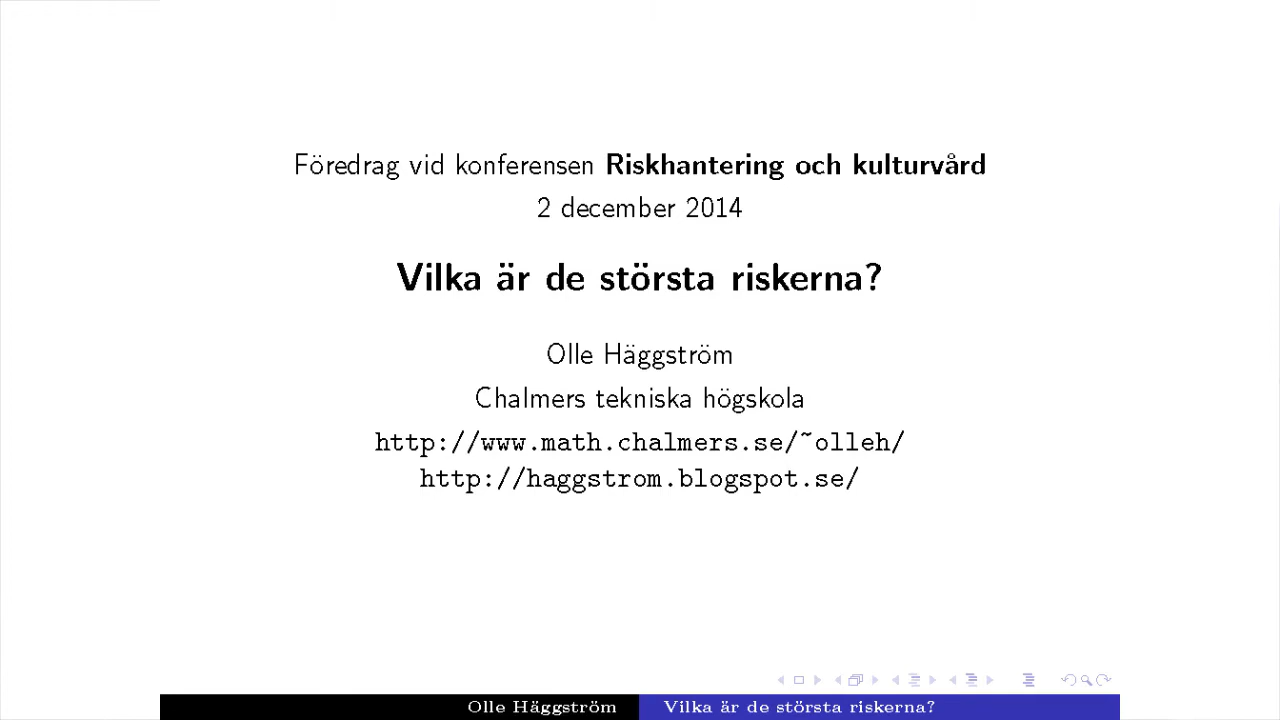 Föredrag vid konferensen Riskhantering och kulturvård
2 december 2014
Vilka är de största riskerna?
Olle Häggström
Chalmers tekniska högskola
http://www.math.chalmers.se/~olleh/
http://haggstrom.blogspot.se/
Olle Häggström Vilka är de största riskerna?